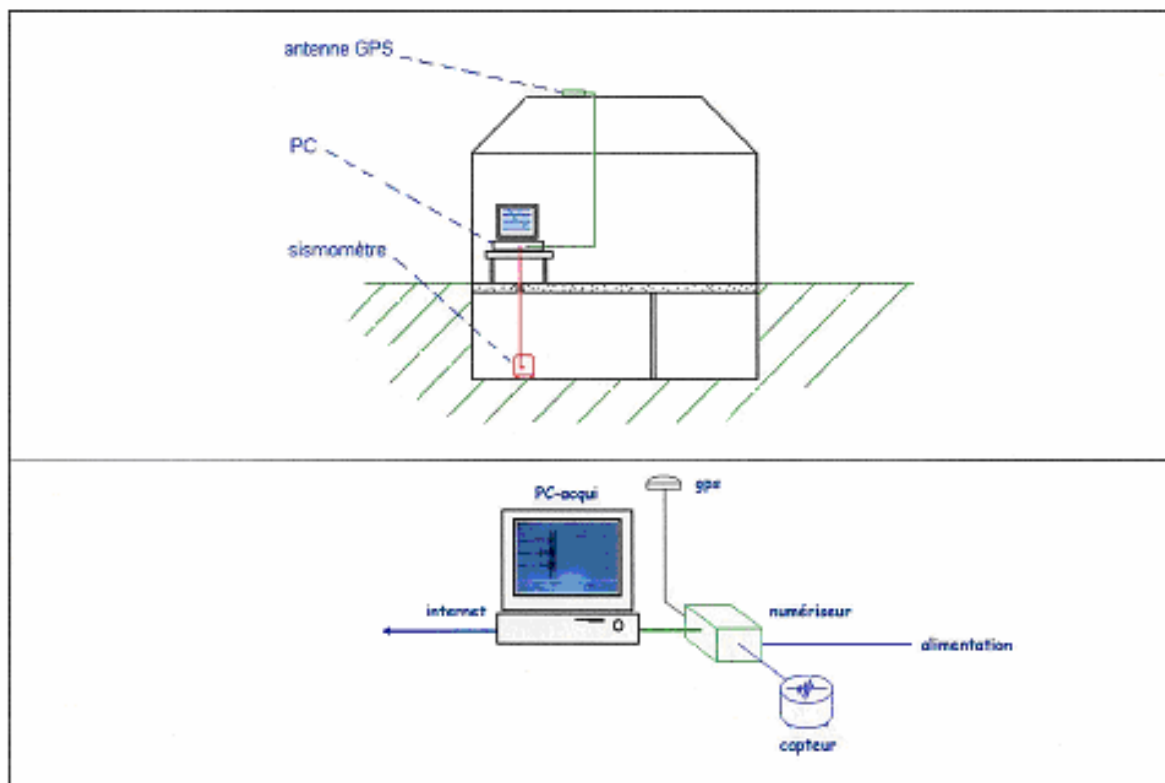 antenne GPS
PC
sismomètre
PC-acqui
gps
internet
numériseur
alimentation
capteur